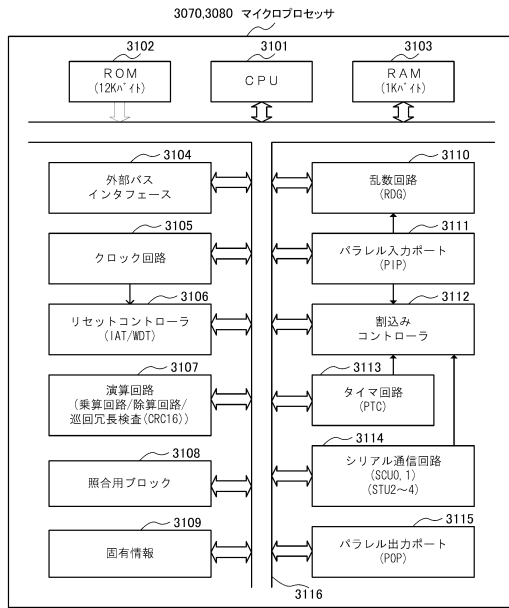 3070,3080 マイクロプロセッサ
3102
3101
3103
ROM
(12Kバイト)
CPU
RAM
(1Kバイト)
3104
外部バス
インタフェース
3105
クロック回路
3106
リセットコントローラ
(IAT/WDT)
3107
演算回路
(乗算回路/除算回路/
巡回冗長検査(CRC16))
3108
照合用ブロック
3109
固有情報
3110
乱数回路
(RDG)
3111
パラレル入力ポート
(PIP)
3112
割込み
コントローラ
3113
タイマ回路
(PTC)
3114
シリアル通信回路
(SCU0,1)
(STU2～4)
3115
パラレル出力ポート
(POP)
3116